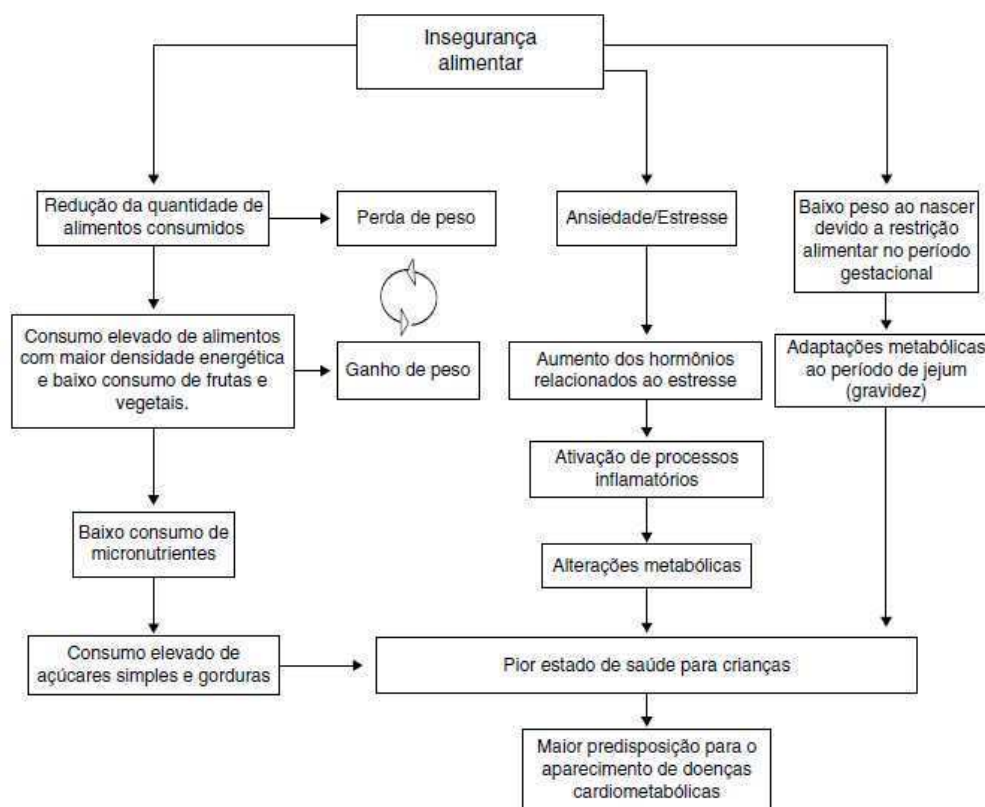 Insegurança
alimentar
Redução da quantidade de
alimentos consumidos
Perda de peso
Ansiedade/Estresse
Baixo peso ao nascer
devido a restrição
alimentar no período
gestacional
Consumo elevado de alimentos
com maior densidade energética
e baixo consumo de frutas e
vegetais.
Ganho de peso
Aumento dos hormônios
relacionados ao estresse
Adaptações metabólicas
ao período de jejum
(gravidez)
Ativação de processos
inflamatórios
Baixo consumo de
micronutrientes
Alterações metabólicas
Consumo elevado de
açúcares simples e gorduras
Pior estado de saúde para crianças
Maior predisposição para o
aparecimento de doenças
cardiometabólicas